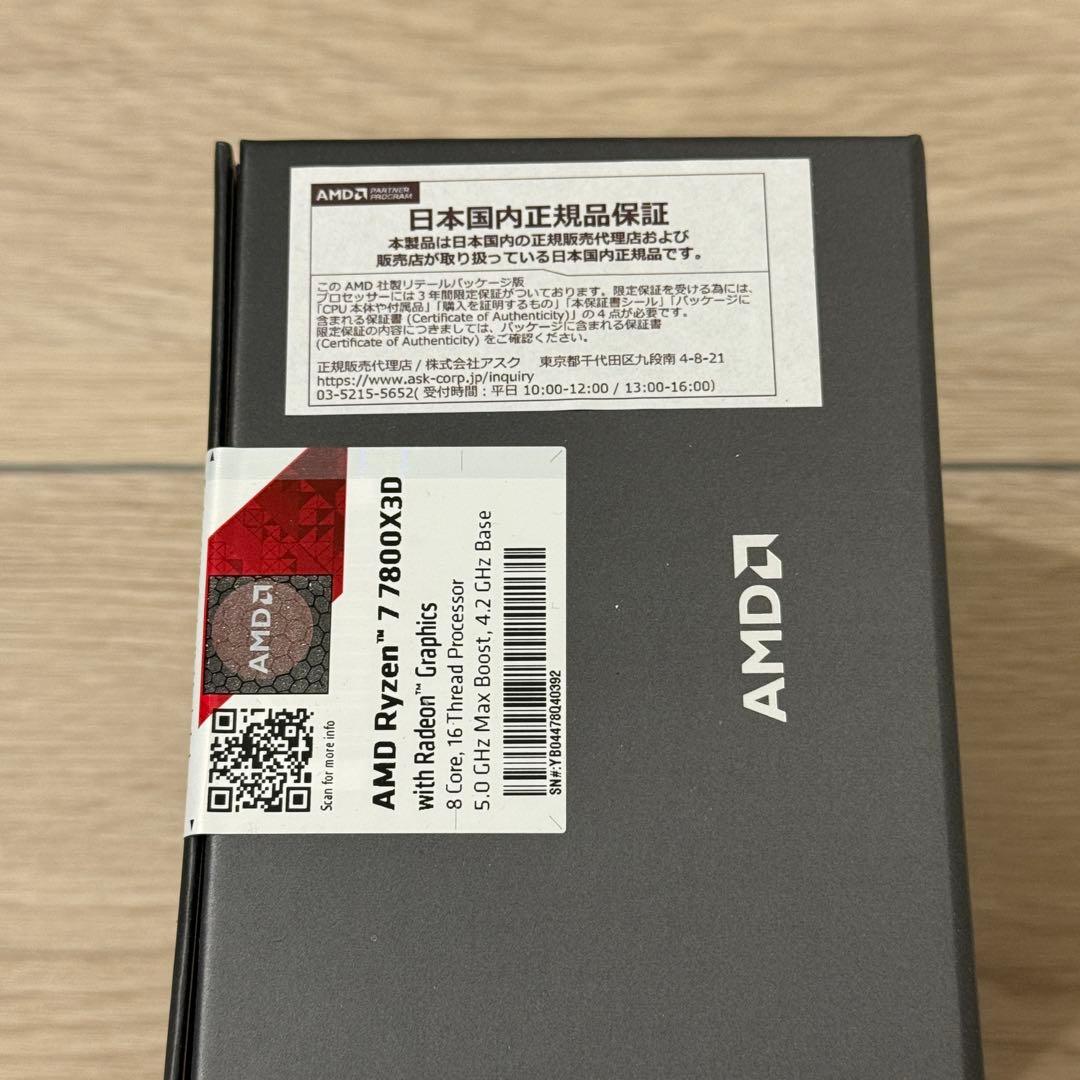 AMD PARTNER PROGRAM
日本国内正規品保証
本製品は日本国内の正規販売代理店および
販売店が取り扱っている日本国内正規品です。
この AMD 社製リテールパッケージ版
プロセッサーには3年間限定保証がついております。限定保証を受ける為には、
「CPU 本体や付属品」「購入を証明するもの」「本保証書シール」「パッケージに
含まれる保証書 (Certificate of Authenticity)」の4点が必要です。
限定保証の内容につきましては、パッケージに含まれる保証書
(Certificate of Authenticity) をご確認ください。
正規販売代理店 / 株式会社アスク 東京都千代田区九段南 4-8-21
https://www.ask-corp.jp/inquiry
03-5215-5652( 受付時間：平日 10:00-12:00 / 13:00-16:00)
AMD
Scan for more info
AMD Ryzen™ 7 7800X3D
with Radeon™ Graphics
8 Core, 16 Thread Processor
5.0 GHz Max Boost, 4.2 GHz Base
SN#:YB04478Q40392
AMD